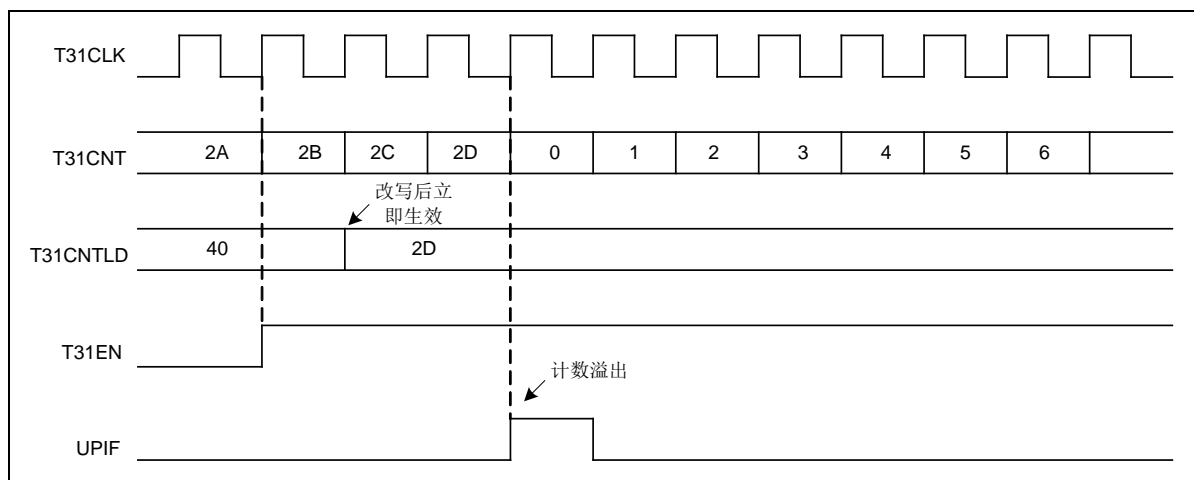 T31CLK
T31CNT
2A
2B
2C
2D
0
1
2
3
4
5
6
改写后立
即生效
T31CNTLD
40
2D
T31EN
计数溢出
UPIF